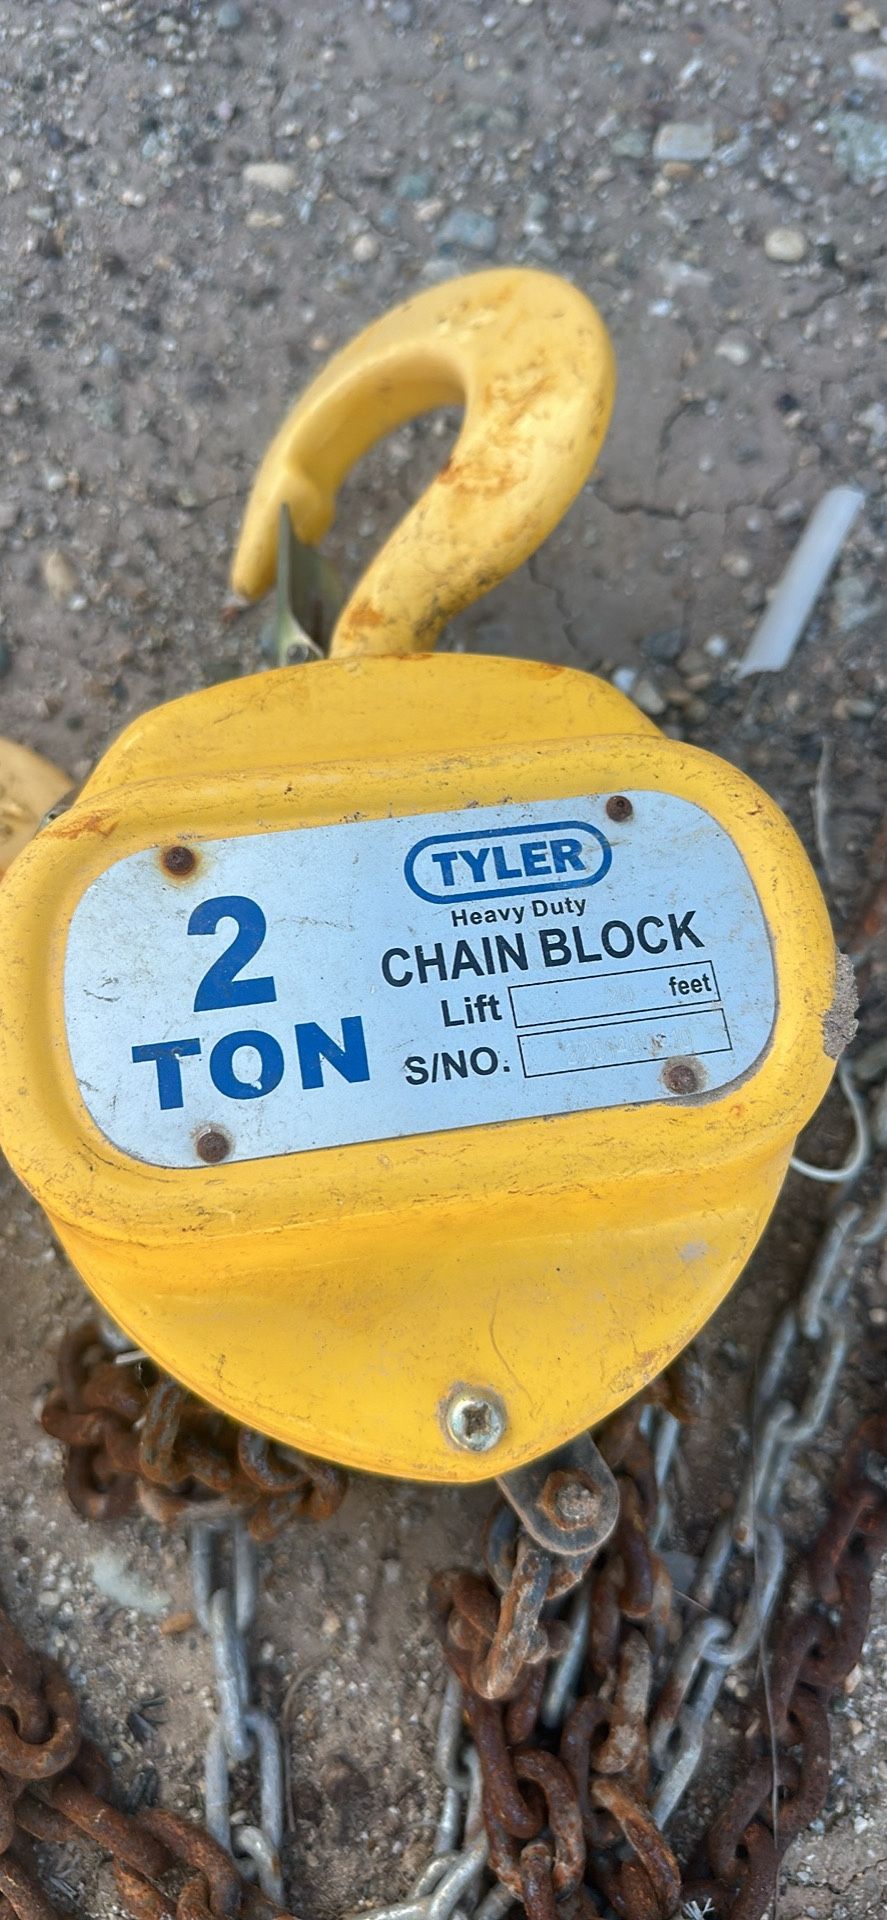 TYLER
Heavy Duty
CHAIN BLOCK
2
TON
Lift feet
S/NO.